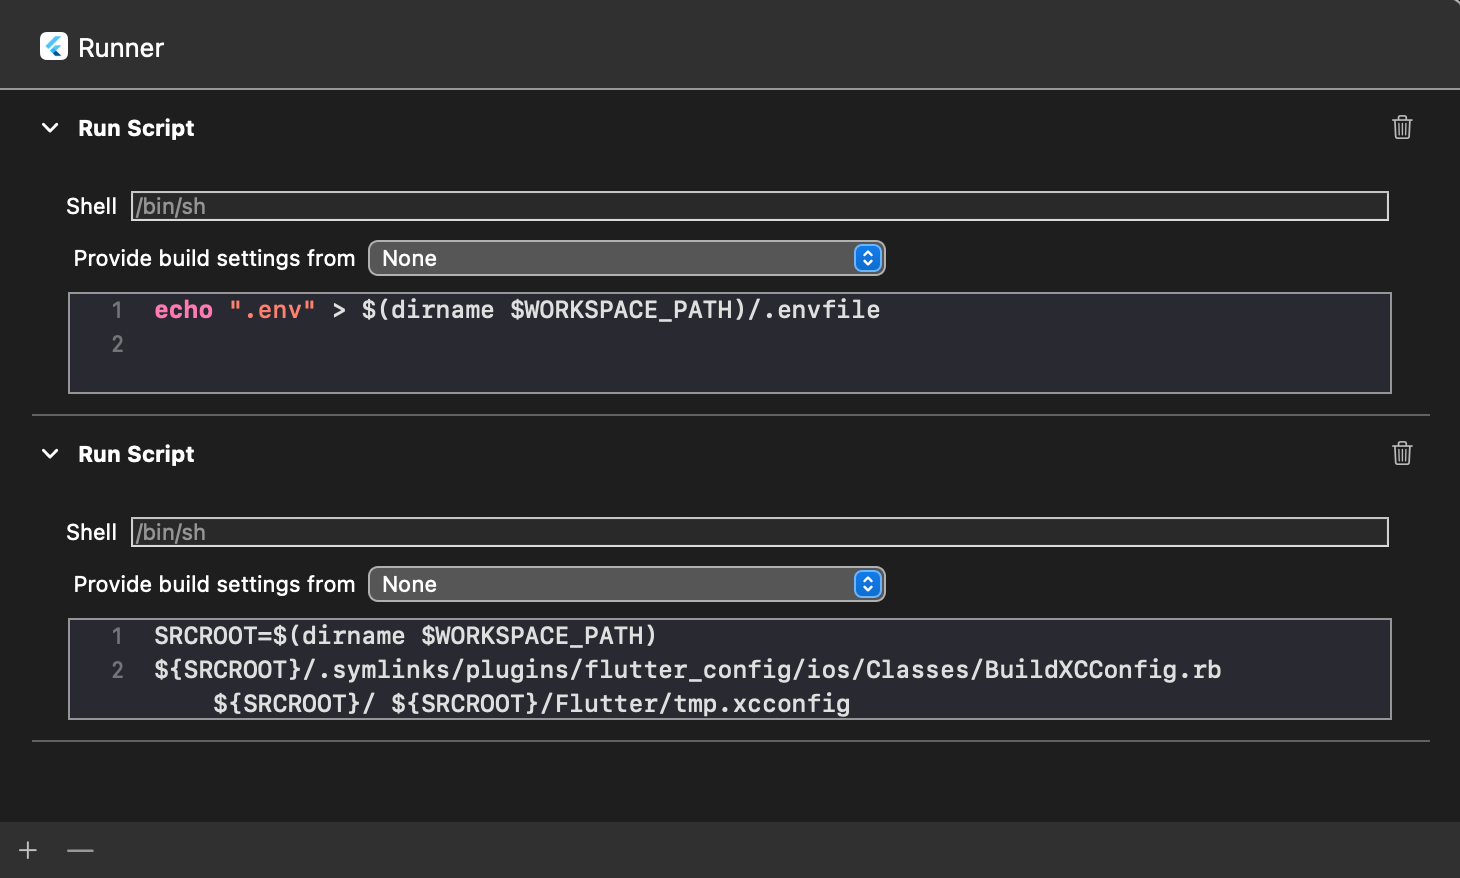 Runner
Run Script
Shell /bin/sh
Provide build settings from None
1 echo ".env" > $(dirname $WORKSPACE_PATH)/.envfile
2
Run Script
Shell /bin/sh
Provide build settings from None
1 SRCROOT=$(dirname $WORKSPACE_PATH)
2 ${SRCROOT}/.symlinks/plugins/flutter_config/ios/Classes/BuildXCConfig.rb
${SRCROOT}/ ${SRCROOT}/Flutter/tmp.xcconfig